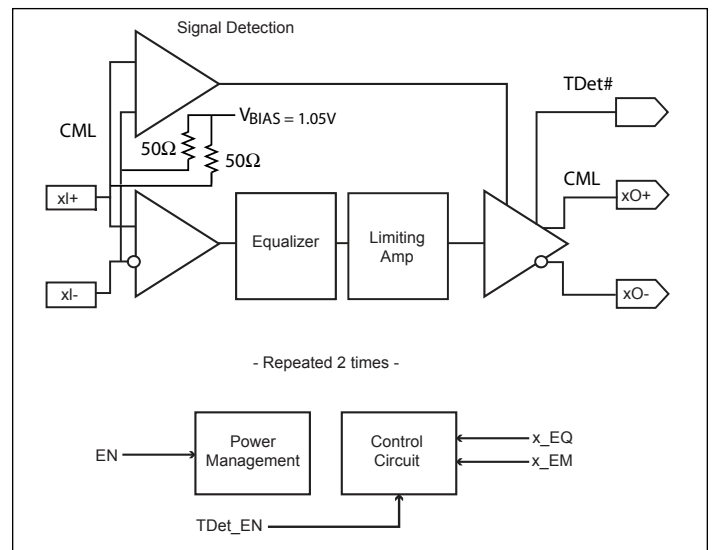 Signal Detection
TDet#
CML
VBIAS = 1.05V
50Ω
50Ω
CML
xI+
xO+
Equalizer
Limiting
Amp
xI-
xO-
- Repeated 2 times -
EN
Power
Management
Control
Circuit
x_EQ
x_EM
TDet_EN